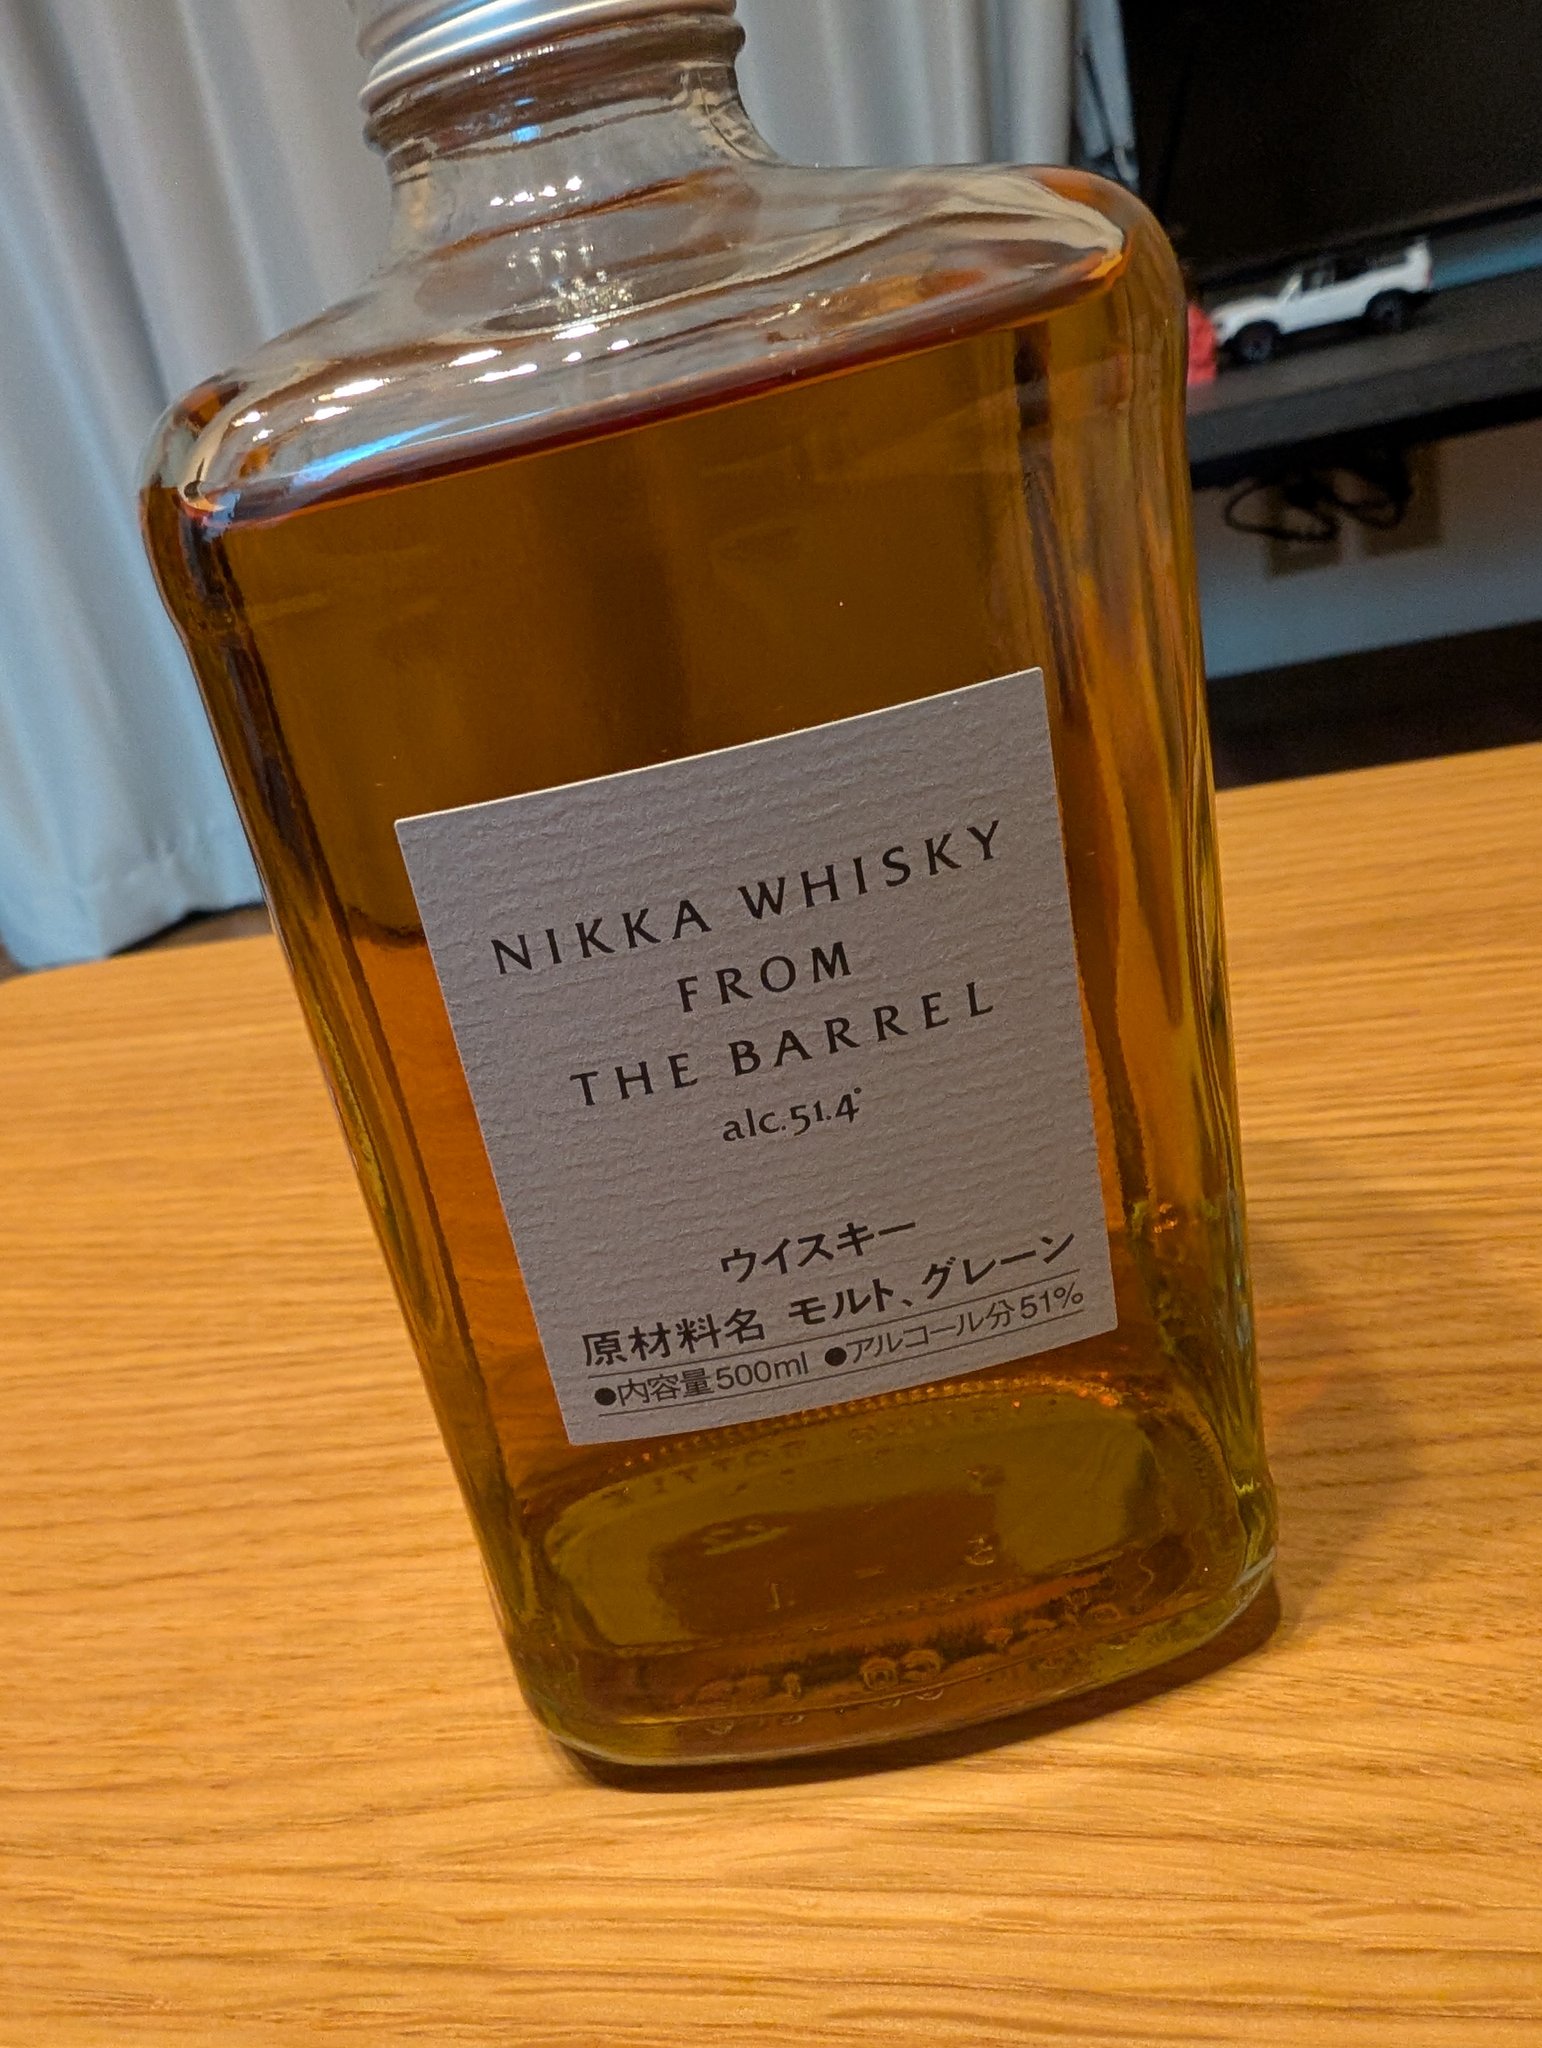 NIKKA WHISKY
FROM
THE BARREL
alc.51.4°
ウイスキー
原材料名 モルト、グレーン
●内容量500ml ●アルコール分51%